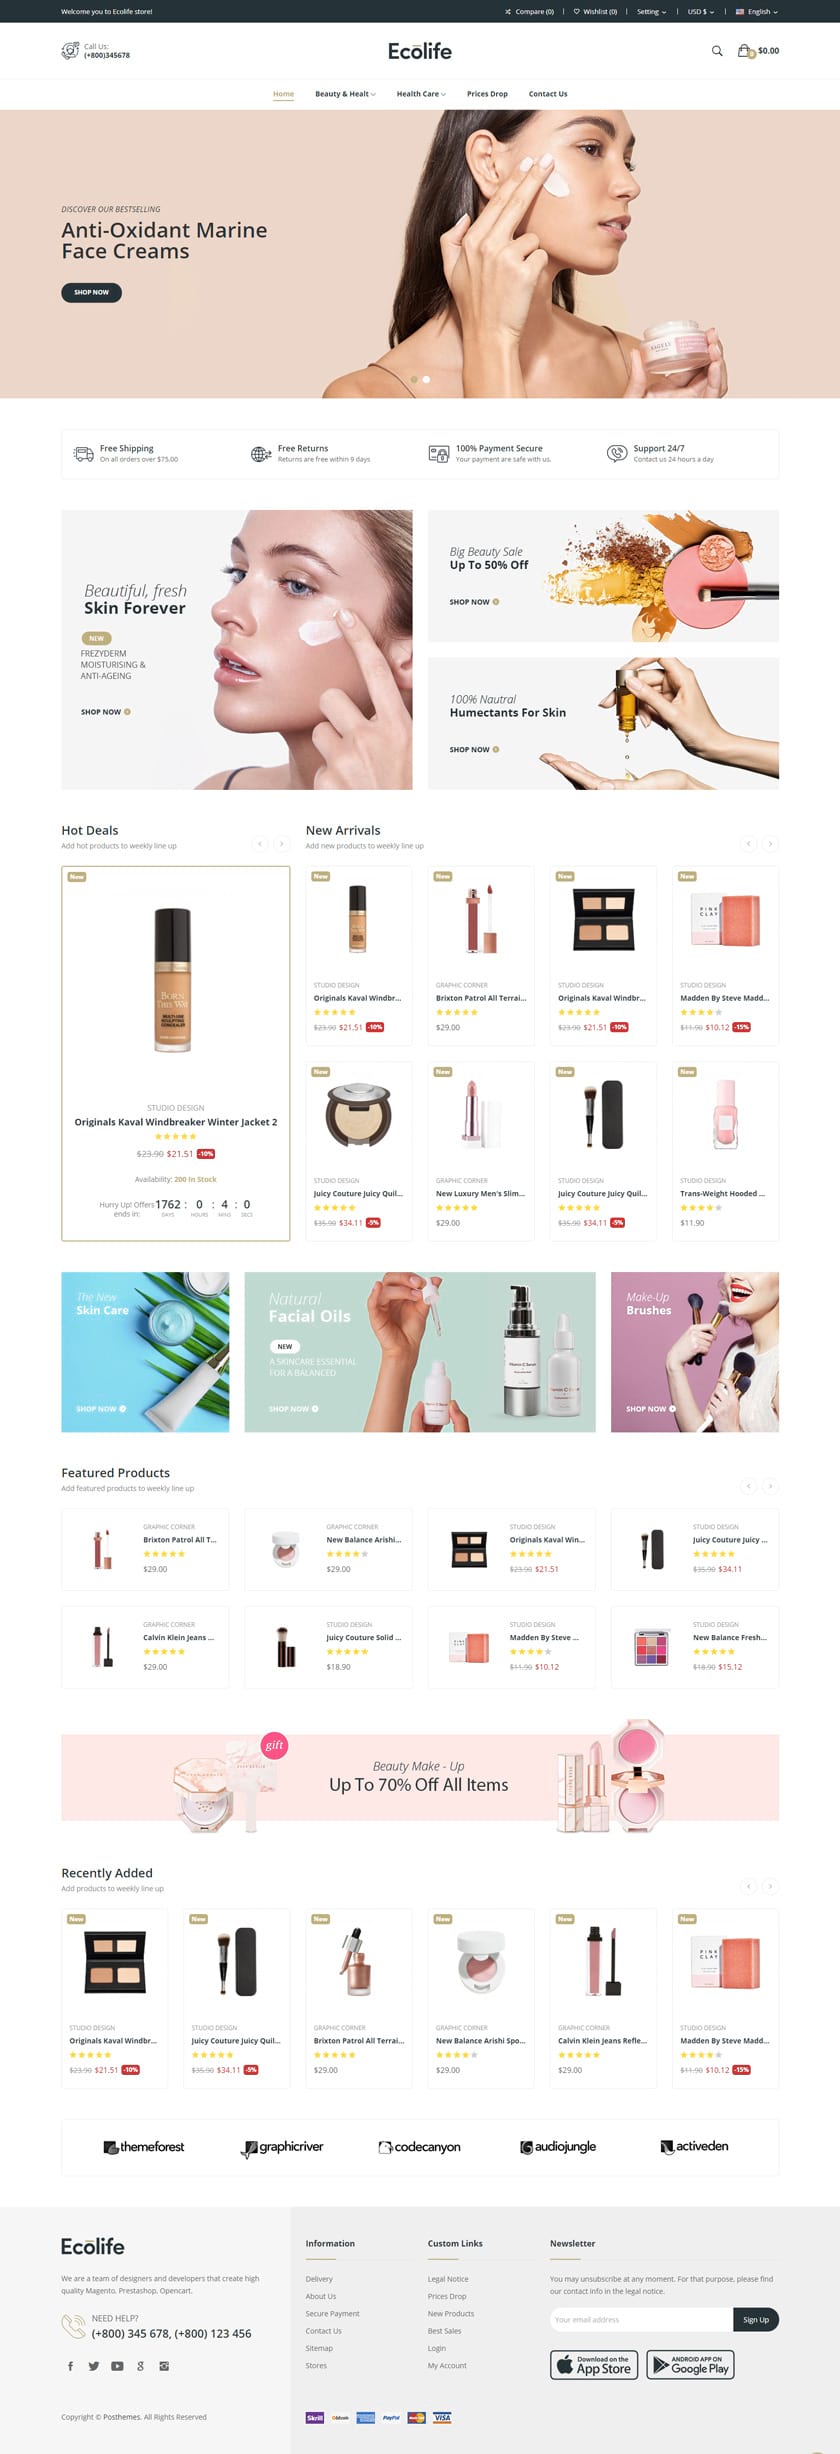 Welcome you to Ecolife store!
Compare (0)
Wishlist (0)
Setting
USD $
English
Call Us:
(+800)345678
Ecolife
0
$0.00
Home
Beauty & Healt
Health Care
Prices Drop
Contact Us
DISCOVER OUR BESTSELLING
Anti-Oxidant Marine
Face Creams
SHOP NOW
Free Shipping
On all orders over $75.00
Free Returns
Returns are free within 9 days
100% Payment Secure
Your payment are safe with us.
Support 24/7
Contact us 24 hours a day
Beautiful, fresh
Skin Forever
NEW
FREZYDERM
MOISTURISING &
ANTI-AGEING
SHOP NOW
Big Beauty Sale
Up To 50% Off
SHOP NOW
100% Nautral
Humectants For Skin
SHOP NOW
Hot Deals
Add hot products to weekly line up
New
BORN
THIS WAY
MULTI-USE
SCULPTING
CONCEALER
STUDIO DESIGN
Originals Kaval Windbreaker Winter Jacket 2
$23.90 $21.51 -10%
Availability: 200 In Stock
Hurry Up! Offers
ends in:
1762 : 0 : 4 : 0
DAYS HOURS MINS SECS
New Arrivals
Add new products to weekly line up
New
STUDIO DESIGN
Originals Kaval Windbr...
$23.90 $21.51 -10%
New
GRAPHIC CORNER
Brixton Patrol All Terrai...
$29.00
New
STUDIO DESIGN
Originals Kaval Windbr...
$23.90 $21.51 -10%
New
PINK
CLAY
STUDIO DESIGN
Madden By Steve Madd...
$11.90 $10.12 -15%
New
STUDIO DESIGN
Juicy Couture Juicy Quil...
$35.90 $34.11 -5%
New
GRAPHIC CORNER
New Luxury Men's Slim...
$29.00
New
STUDIO DESIGN
Juicy Couture Juicy Quil...
$35.90 $34.11 -5%
New
STUDIO DESIGN
Trans-Weight Hooded ...
$11.90
The New
Skin Care
SHOP NOW
Natural
Facial Oils
NEW
A SKINCARE ESSENTIAL
FOR A BALANCED
SHOP NOW
Vitamin C Serum
Vitamin C Serum
Make-Up
Brushes
SHOP NOW
Featured Products
Add featured products to weekly line up
GRAPHIC CORNER
Brixton Patrol All T...
$29.00
GRAPHIC CORNER
New Balance Arishi...
$29.00
STUDIO DESIGN
Originals Kaval Win...
$23.90 $21.51
STUDIO DESIGN
Juicy Couture Juicy ...
$35.90 $34.11
GRAPHIC CORNER
Calvin Klein Jeans ...
$29.00
STUDIO DESIGN
Juicy Couture Solid ...
$18.90
STUDIO DESIGN
Madden By Steve ...
$11.90 $10.12
STUDIO DESIGN
New Balance Fresh...
$18.90 $15.12
gift
Beauty Make - Up
Up To 70% Off All Items
Recently Added
Add products to weekly line up
New
STUDIO DESIGN
Originals Kaval Windbr...
$23.90 $21.51 -10%
New
STUDIO DESIGN
Juicy Couture Juicy Quil...
$35.90 $34.11 -5%
New
GRAPHIC CORNER
Brixton Patrol All Terrai...
$29.00
New
GRAPHIC CORNER
New Balance Arishi Spo...
$29.00
New
GRAPHIC CORNER
Calvin Klein Jeans Refle...
$29.00
New
PINK
CLAY
STUDIO DESIGN
Madden By Steve Madd...
$11.90 $10.12 -15%
themeforest
graphicriver
codecanyon
audiojungle
activeden
Ecolife
We are a team of designers and developers that create high
quality Magento, Prestashop, Opencart.
NEED HELP?
(+800) 345 678, (+800) 123 456
Copyright © Posthemes. All Rights Reserved
Information
Delivery
About Us
Secure Payment
Contact Us
Sitemap
Stores
Custom Links
Legal Notice
Prices Drop
New Products
Best Sales
Login
My Account
Newsletter
You may unsubscribe at any moment. For that purpose, please find
our contact info in the legal notice.
Your email address
Sign Up
Download on the
App Store
ANDROID APP ON
Google Play
Skrill
PayPal
VISA